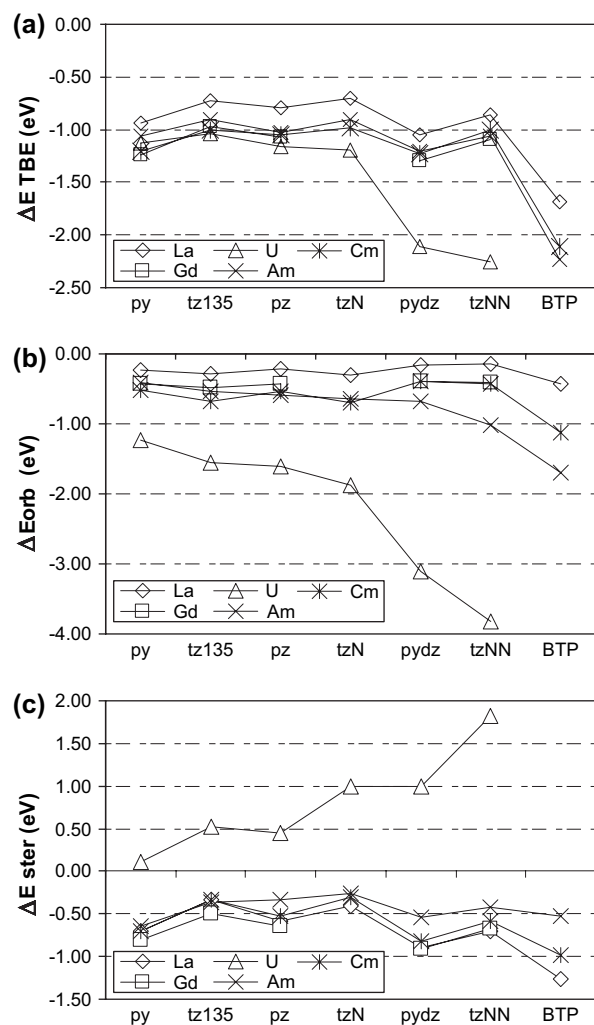 (a)
ΔE TBE (eV)
0.00
-0.50
-1.00
-1.50
-2.00
-2.50
La U Cm
Gd Am
py tz135 pz tzN pydz tzNN BTP
(b)
ΔEorb (eV)
0.00
-1.00
-2.00
-3.00
-4.00
La U Cm
Gd Am
py tz135 pz tzN pydz tzNN BTP
(c)
ΔE ster (eV)
2.00
1.50
1.00
0.50
0.00
-0.50
-1.00
-1.50
La U Cm
Gd Am
py tz135 pz tzN pydz tzNN BTP